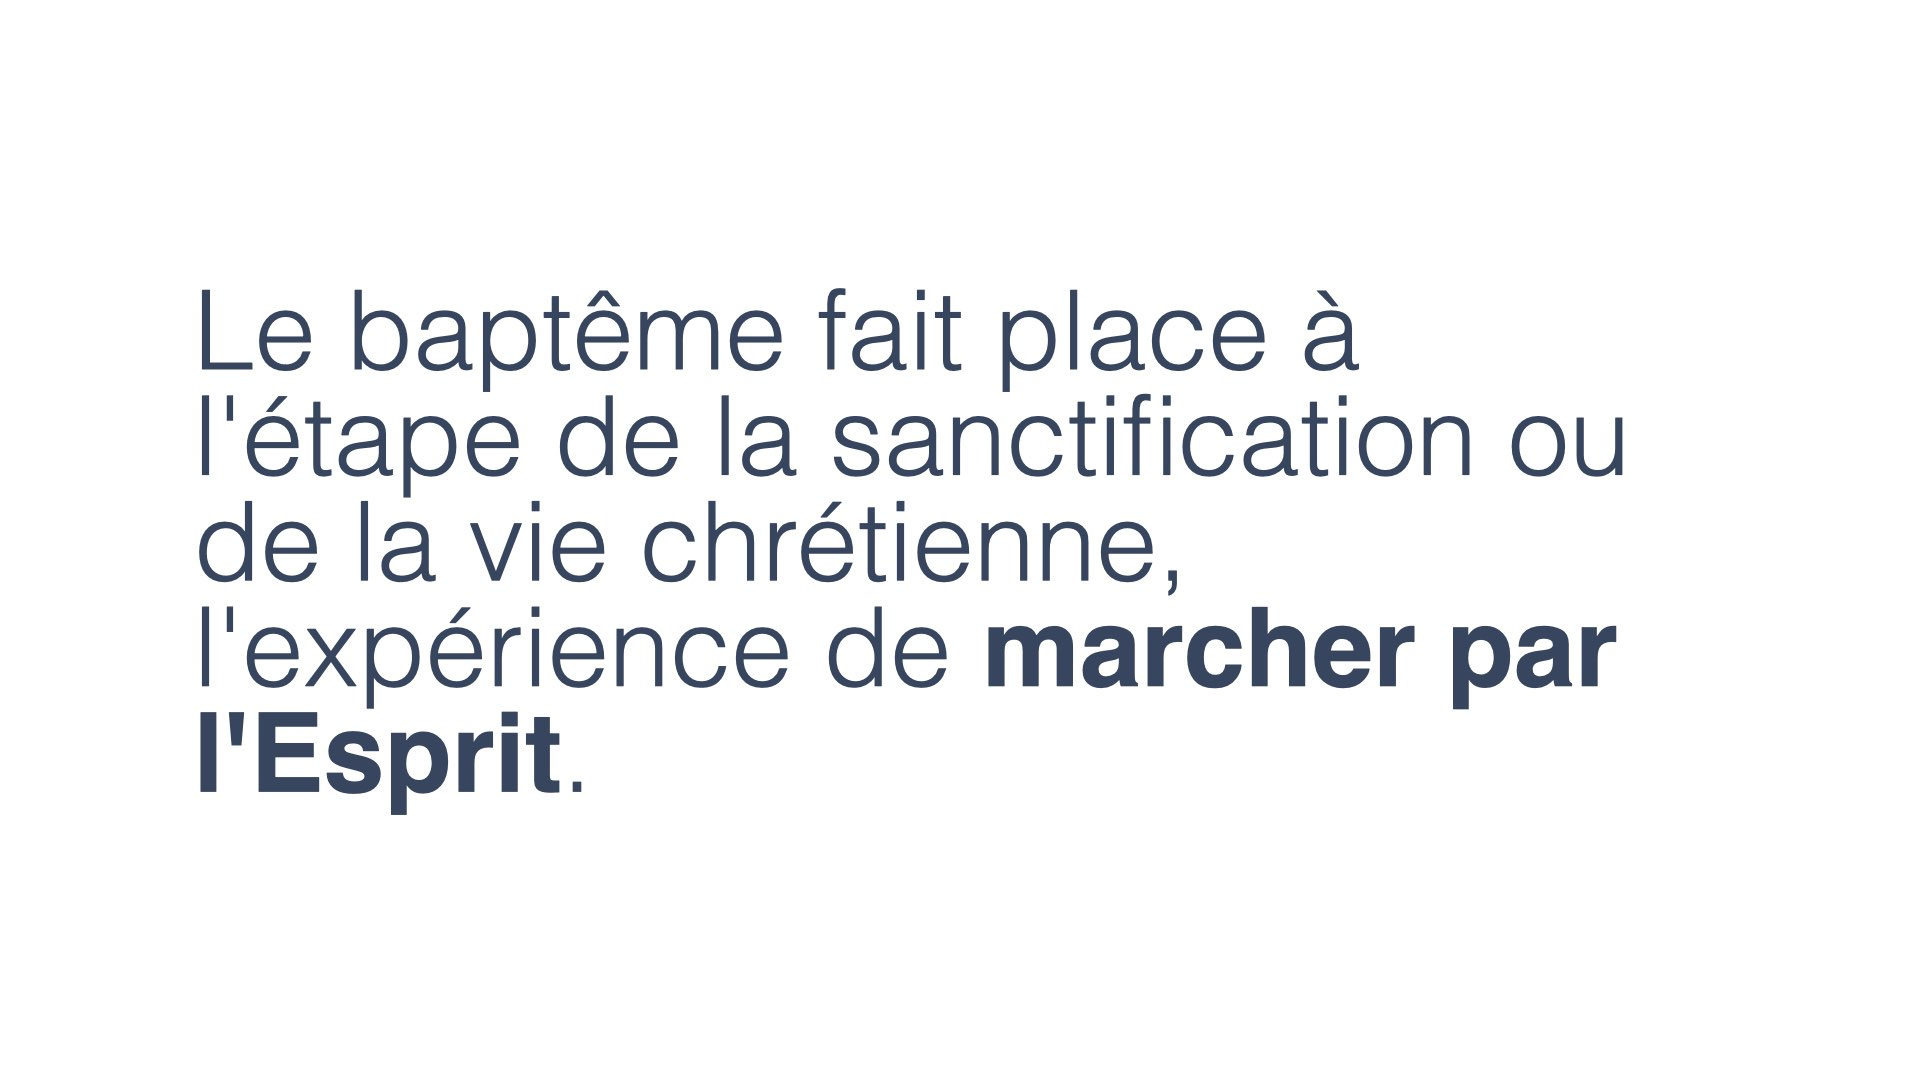 Le baptême fait place à
l'étape de la sanctification ou
de la vie chrétienne,
l'expérience de marcher par
l'Esprit.